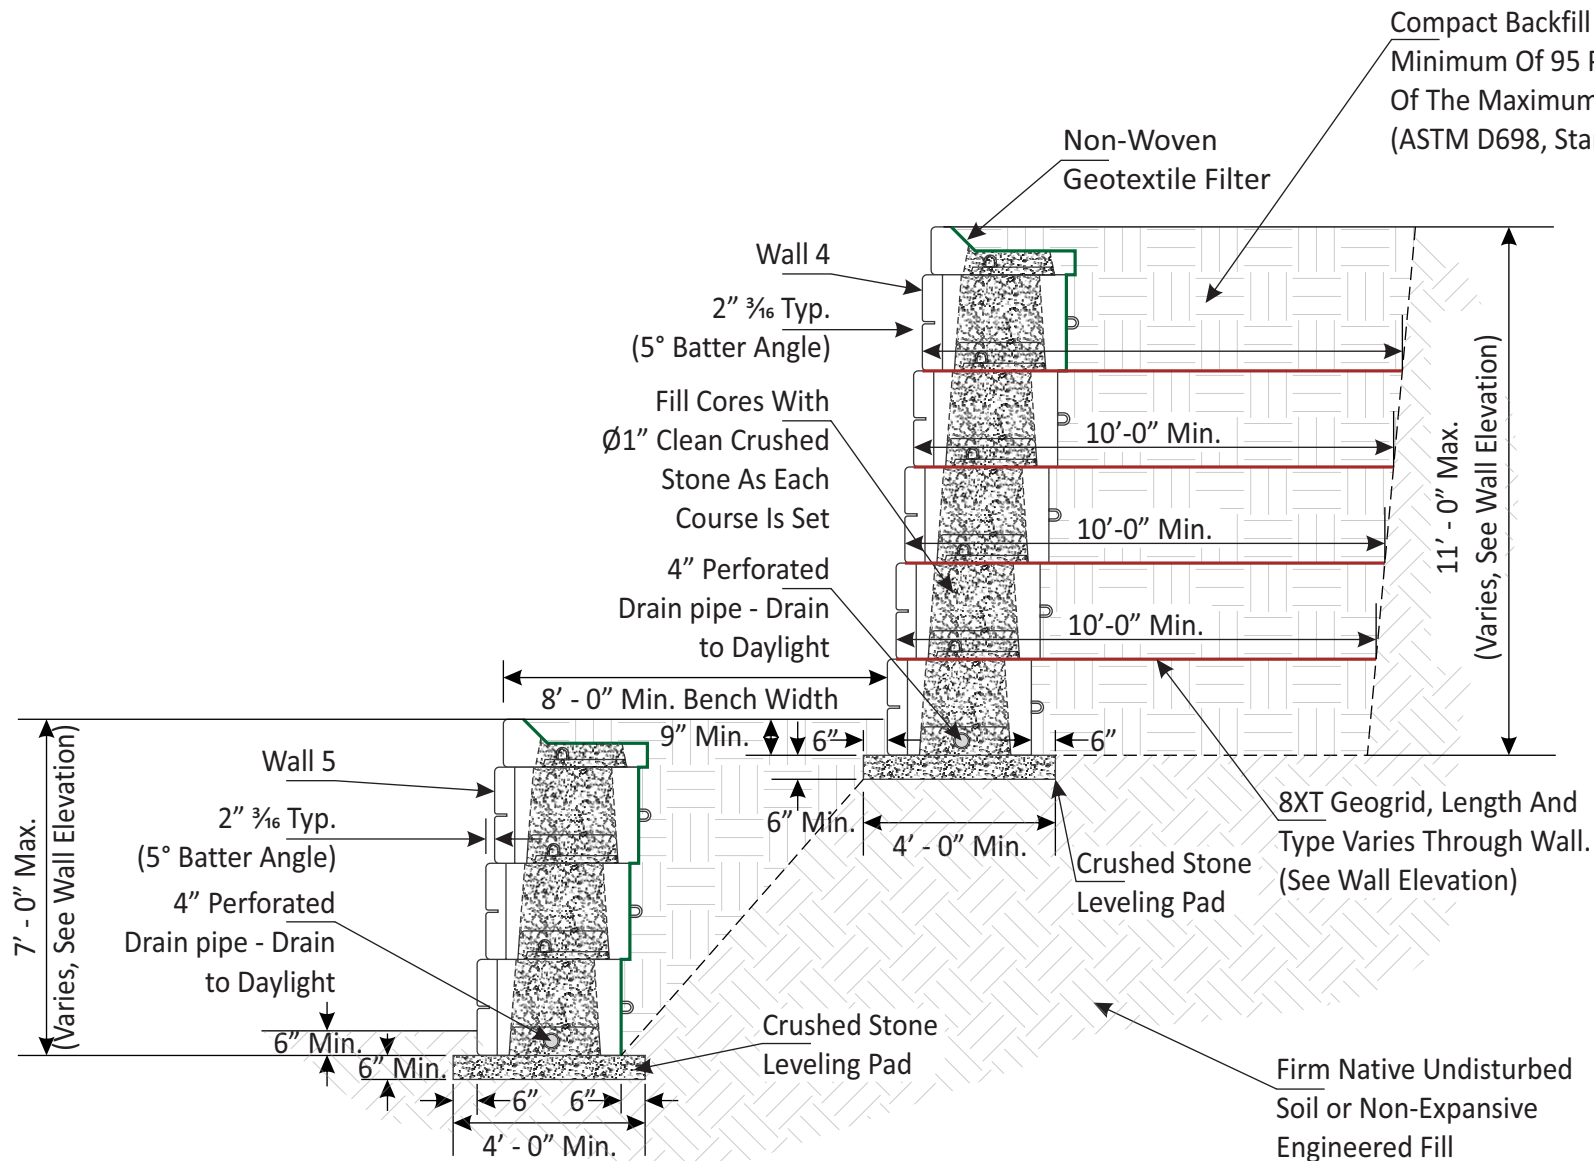 Compact Backfill
Minimum Of 95
Of The Maximum
(ASTM D698,
Non-Woven
Geotextile Filter
Wall 4
2” ³⁄₁₆ Typ.
(5° Batter Angle)
Fill Cores With
Ø1” Clean Crushed
Stone As Each
Course Is Set
4” Perforated
Drain pipe - Drain
to Daylight
10’-0” Min.
10’-0” Min.
10’-0” Min.
11’ - 0” Max.
(Varies, See Wall Elevation)
8’ - 0” Min. Bench Width
9” Min.
6”
6”
6” Min.
4’ - 0” Min.
Crushed Stone
Leveling Pad
8XT Geogrid, Length And
Type Varies Through Wall.
(See Wall Elevation)
7’ - 0” Max.
(Varies, See Wall Elevation)
Wall 5
2” ³⁄₁₆ Typ.
(5° Batter Angle)
4” Perforated
Drain pipe - Drain
to Daylight
6” Min.
6” Min.
6”
6”
4’ - 0” Min.
Crushed Stone
Leveling Pad
Firm Native Undisturbed
Soil or Non-Expansive
Engineered Fill